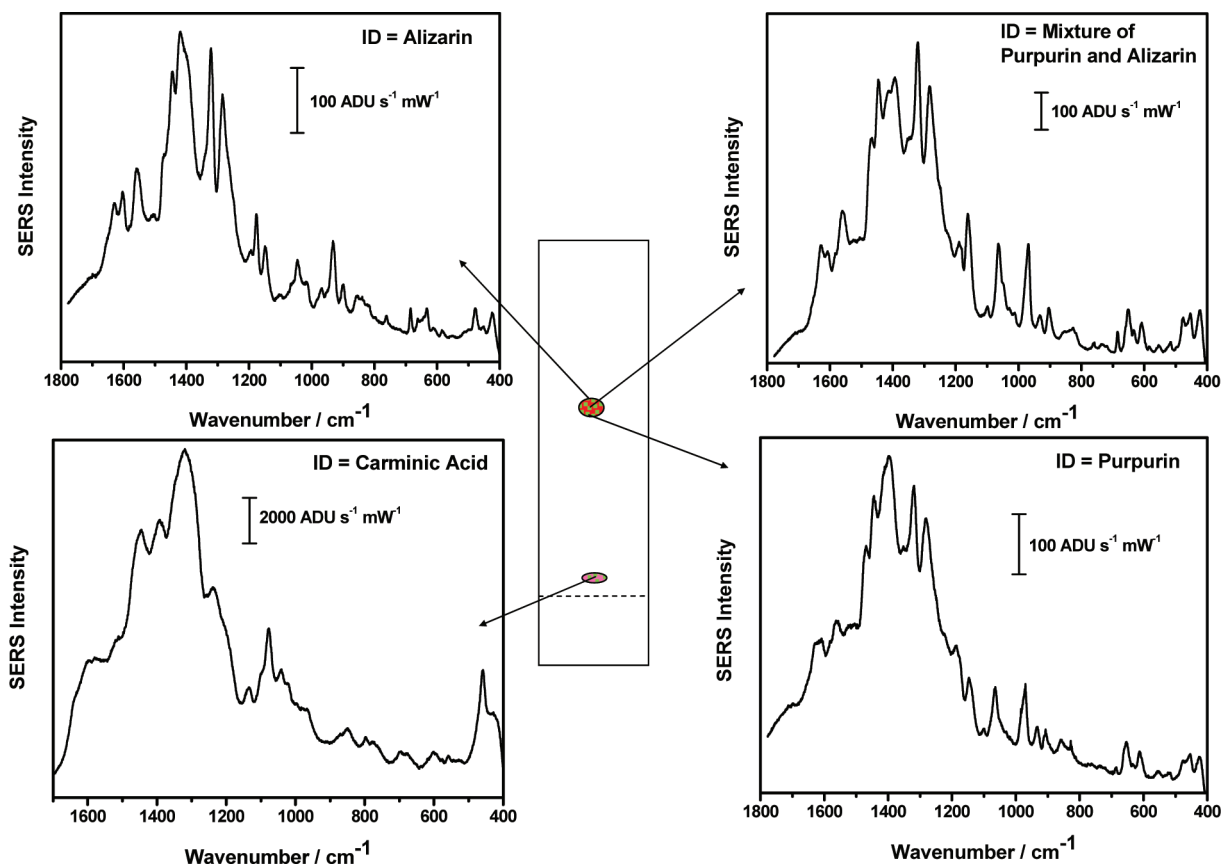 ID = Alizarin
100 ADU s⁻¹ mW⁻¹
SERS Intensity
1800 1600 1400 1200 1000 800 600 400
Wavenumber / cm⁻¹
ID = Mixture of
Purpurin and Alizarin
100 ADU s⁻¹ mW⁻¹
SERS Intensity
1800 1600 1400 1200 1000 800 600 400
Wavenumber / cm⁻¹
ID = Carminic Acid
2000 ADU s⁻¹ mW⁻¹
SERS Intensity
1600 1400 1200 1000 800 600 400
Wavenumber / cm⁻¹
ID = Purpurin
100 ADU s⁻¹ mW⁻¹
SERS Intensity
1800 1600 1400 1200 1000 800 600 400
Wavenumber / cm⁻¹